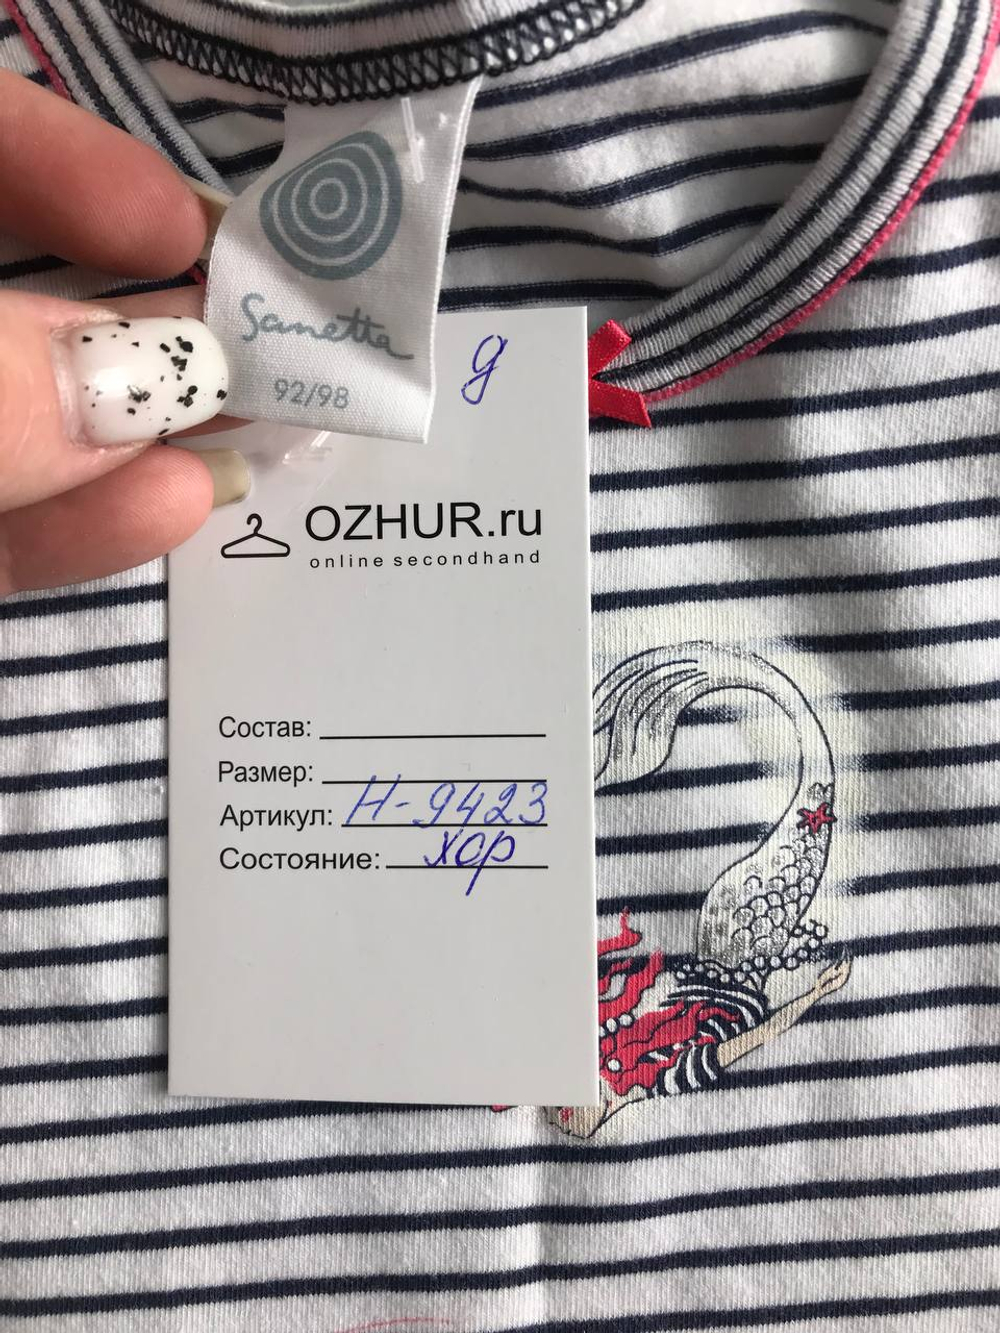 Sanetta
92/98
g
OZHUR.ru
online secondhand
Состав:
Размер:
Артикул: Н-9423
Состояние: хор